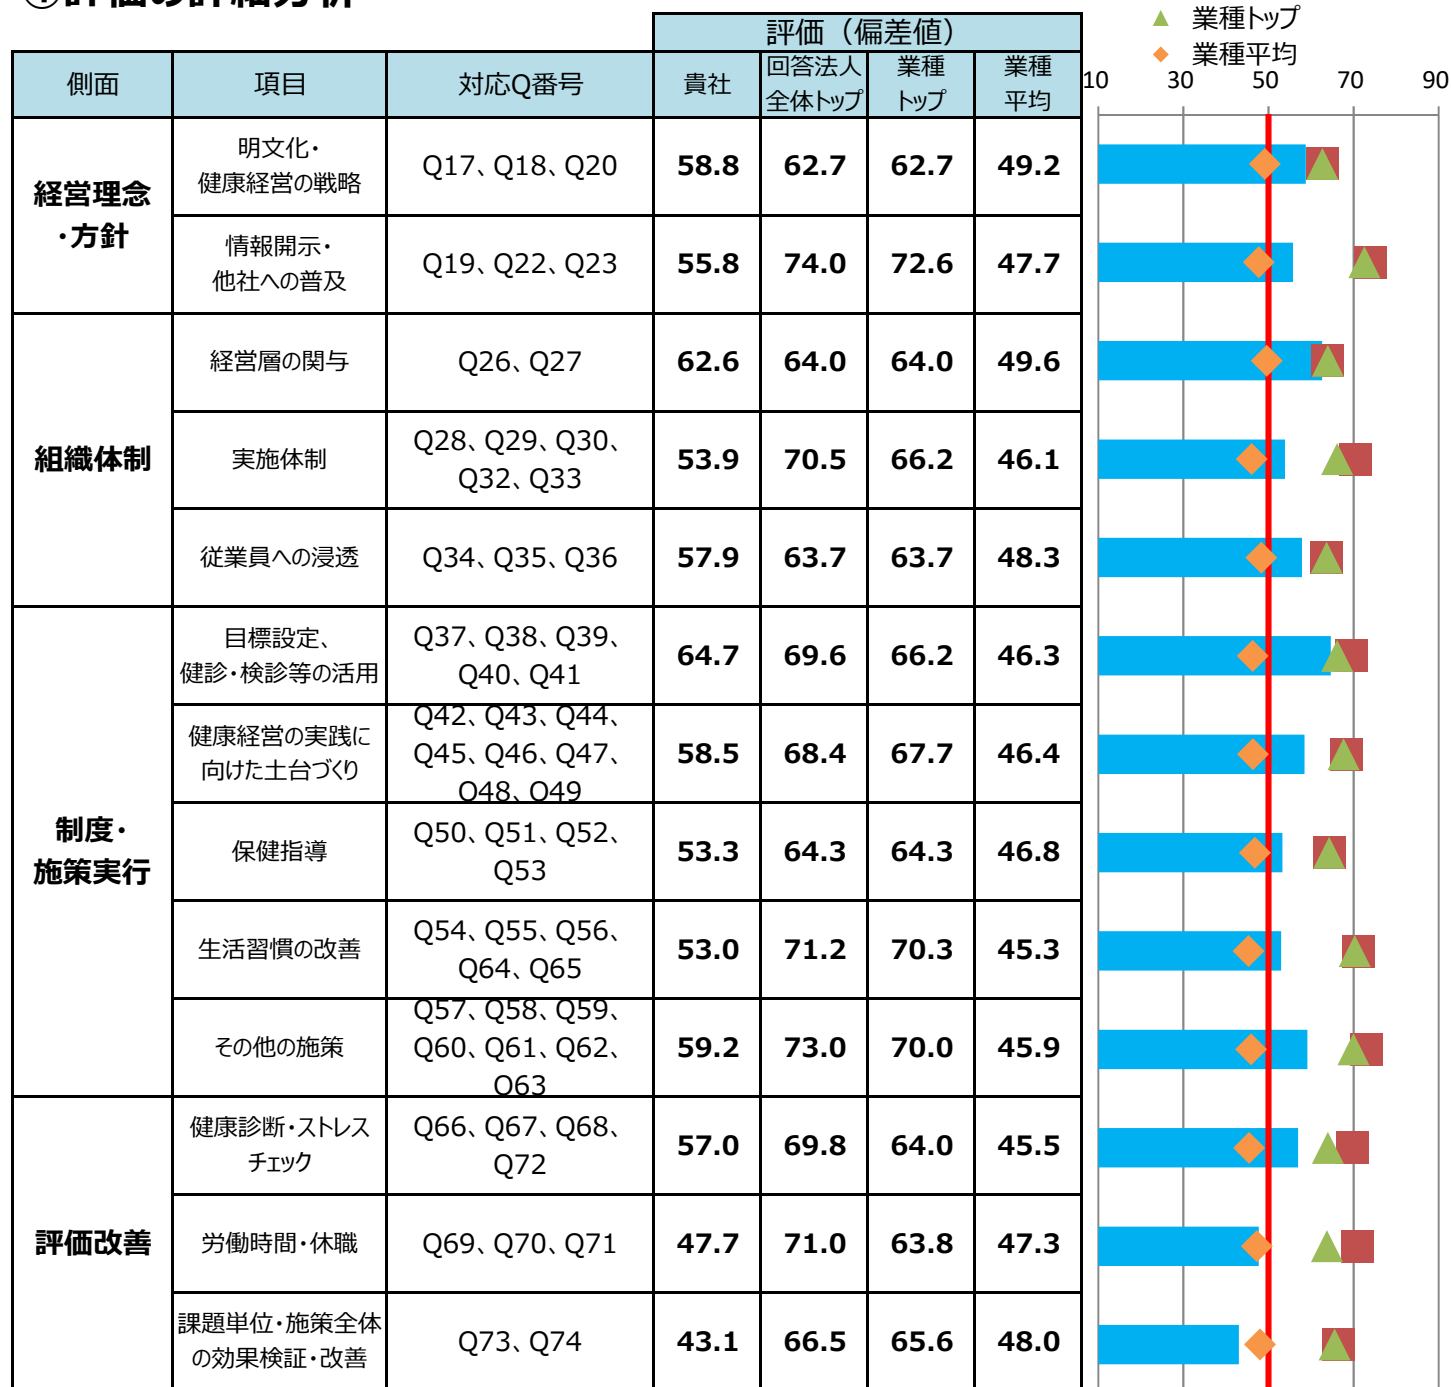 ①評価の詳細分析
▲ 業種トップ
◆ 業種平均
10 30 50 70 90
評価（偏差値）
側面 項目 対応Q番号 貴社 回答法人 業種 業種
全体トップ トップ 平均
経営理念
・方針
明文化・
健康経営の戦略
Q17、Q18、Q20 58.8 62.7 62.7 49.2
情報開示・
他社への普及
Q19、Q22、Q23 55.8 74.0 72.6 47.7
組織体制
経営層の関与 Q26、Q27 62.6 64.0 64.0 49.6
実施体制
Q28、Q29、Q30、
Q32、Q33
53.9 70.5 66.2 46.1
従業員への浸透 Q34、Q35、Q36 57.9 63.7 63.7 48.3
制度・
施策実行
目標設定、
健診・検診等の活用
Q37、Q38、Q39、
Q40、Q41
64.7 69.6 66.2 46.3
健康経営の実践に
向けた土台づくり
Q42、Q43、Q44、
Q45、Q46、Q47、
Q48、Q49
58.5 68.4 67.7 46.4
保健指導
Q50、Q51、Q52、
Q53
53.3 64.3 64.3 46.8
生活習慣の改善
Q54、Q55、Q56、
Q64、Q65
53.0 71.2 70.3 45.3
その他の施策
Q57、Q58、Q59、
Q60、Q61、Q62、
Q63
59.2 73.0 70.0 45.9
評価改善
健康診断・ストレス
チェック
Q66、Q67、Q68、
Q72
57.0 69.8 64.0 45.5
労働時間・休職 Q69、Q70、Q71 47.7 71.0 63.8 47.3
課題単位・施策全体
の効果検証・改善
Q73、Q74 43.1 66.5 65.6 48.0